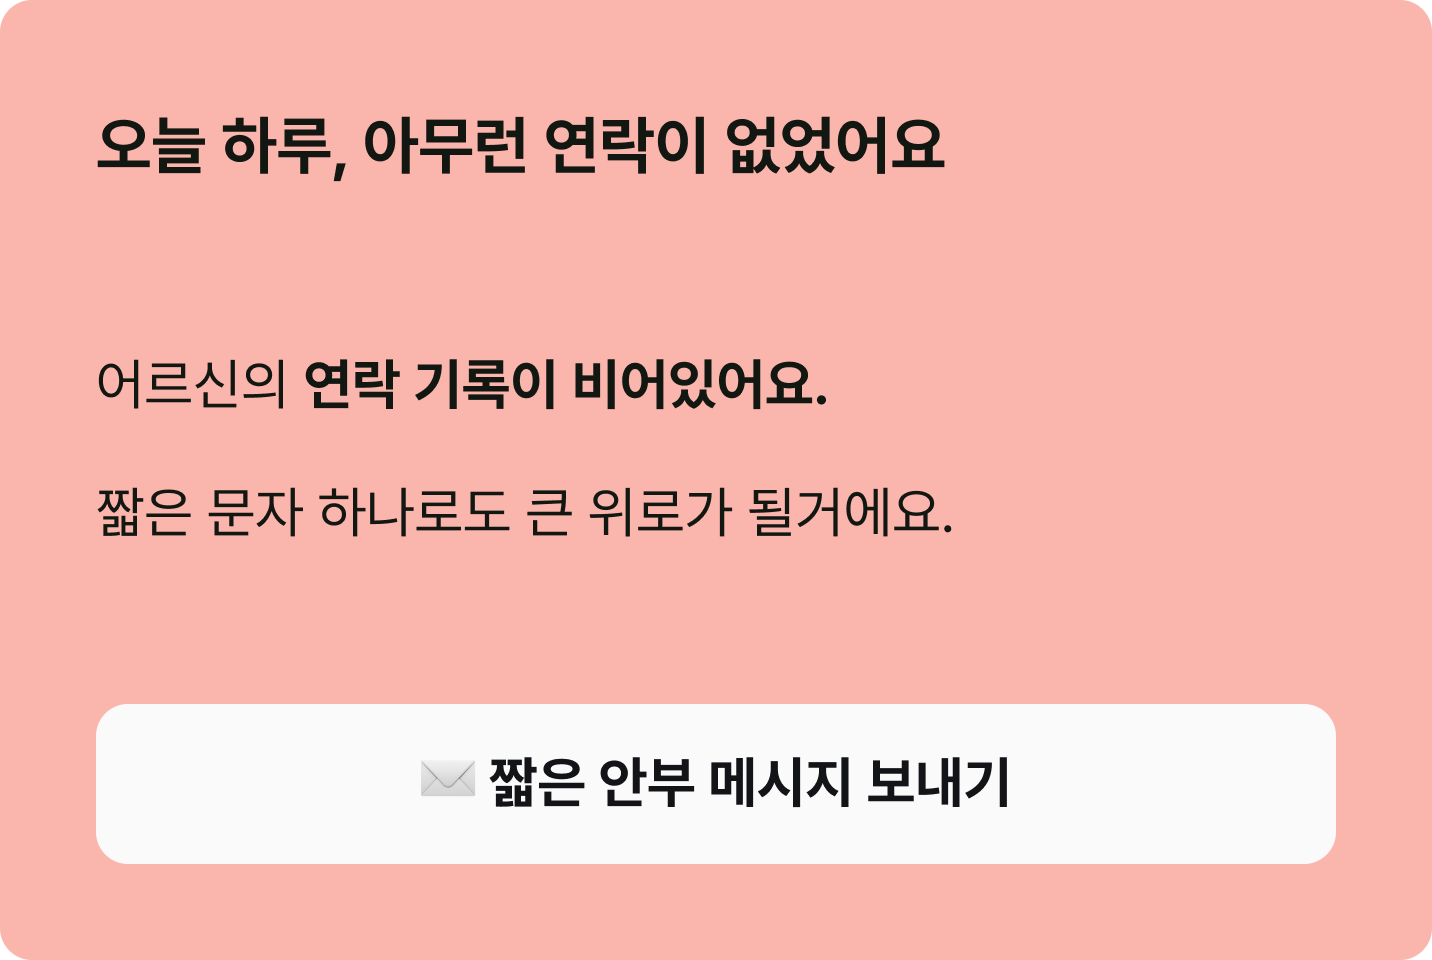 오늘 하루, 아무런 연락이 없었어요
어르신의 연락 기록이 비어있어요.
짧은 문자 하나로도 큰 위로가 될거에요.
✉️ 짧은 안부 메시지 보내기